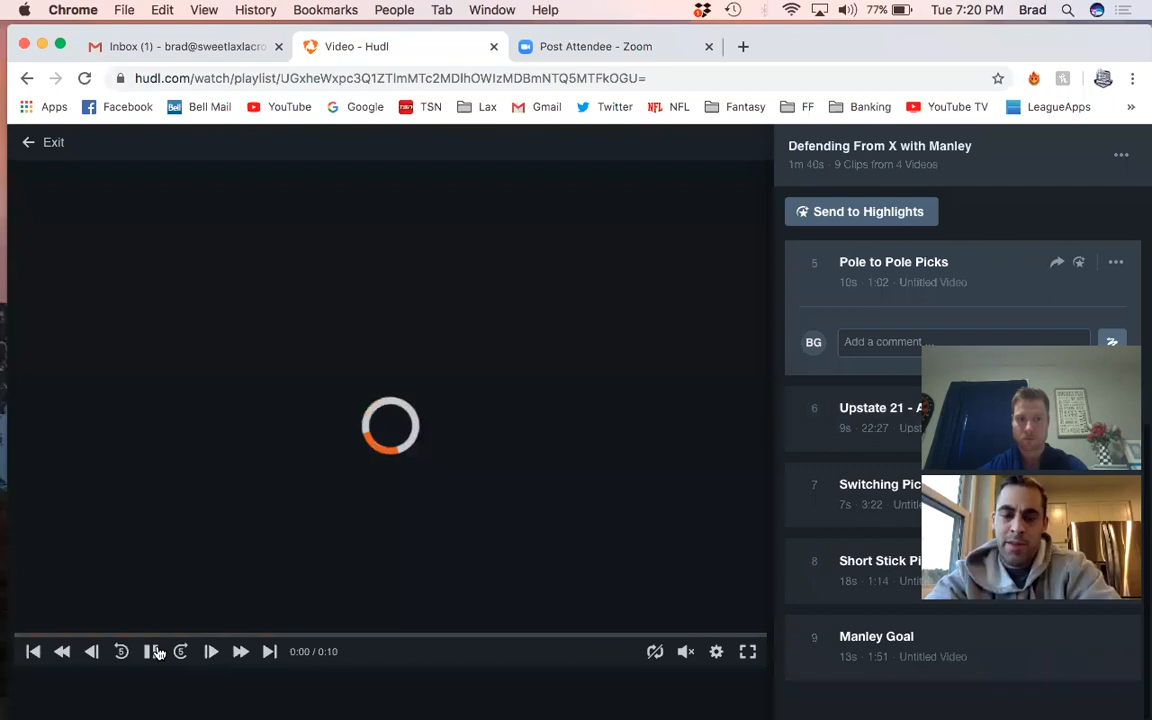 Chrome File Edit View History Bookmarks People Tab Window Help 77% Tue 7:20 PM Brad
Inbox (1) - brad@sweetlaxlacro
Video - Hudl
Post Attendee - Zoom
hudl.com/watch/playlist/UGxheWxpc3Q1ZTlmMTc2MDlhOWIzMDBmNTQ5MTFkOGU=
Apps Facebook Bell Mail YouTube Google TSN Lax Gmail Twitter NFL Fantasy FF Banking YouTube TV LeagueApps »
Exit
Defending From X with Manley
1m 40s · 9 Clips from 4 Videos
Send to Highlights
5 Pole to Pole Picks
10s · 1:02 · Untitled Video
BG Add a comment ...
6 Upstate 21 - A
9s · 22:27 · Upst
7 Switching Pic
7s · 3:22 · Untitl
8 Short Stick Pi
18s · 1:14 · Untit
9 Manley Goal
13s · 1:51 · Untitled Video
5 5 0:00 / 0:10